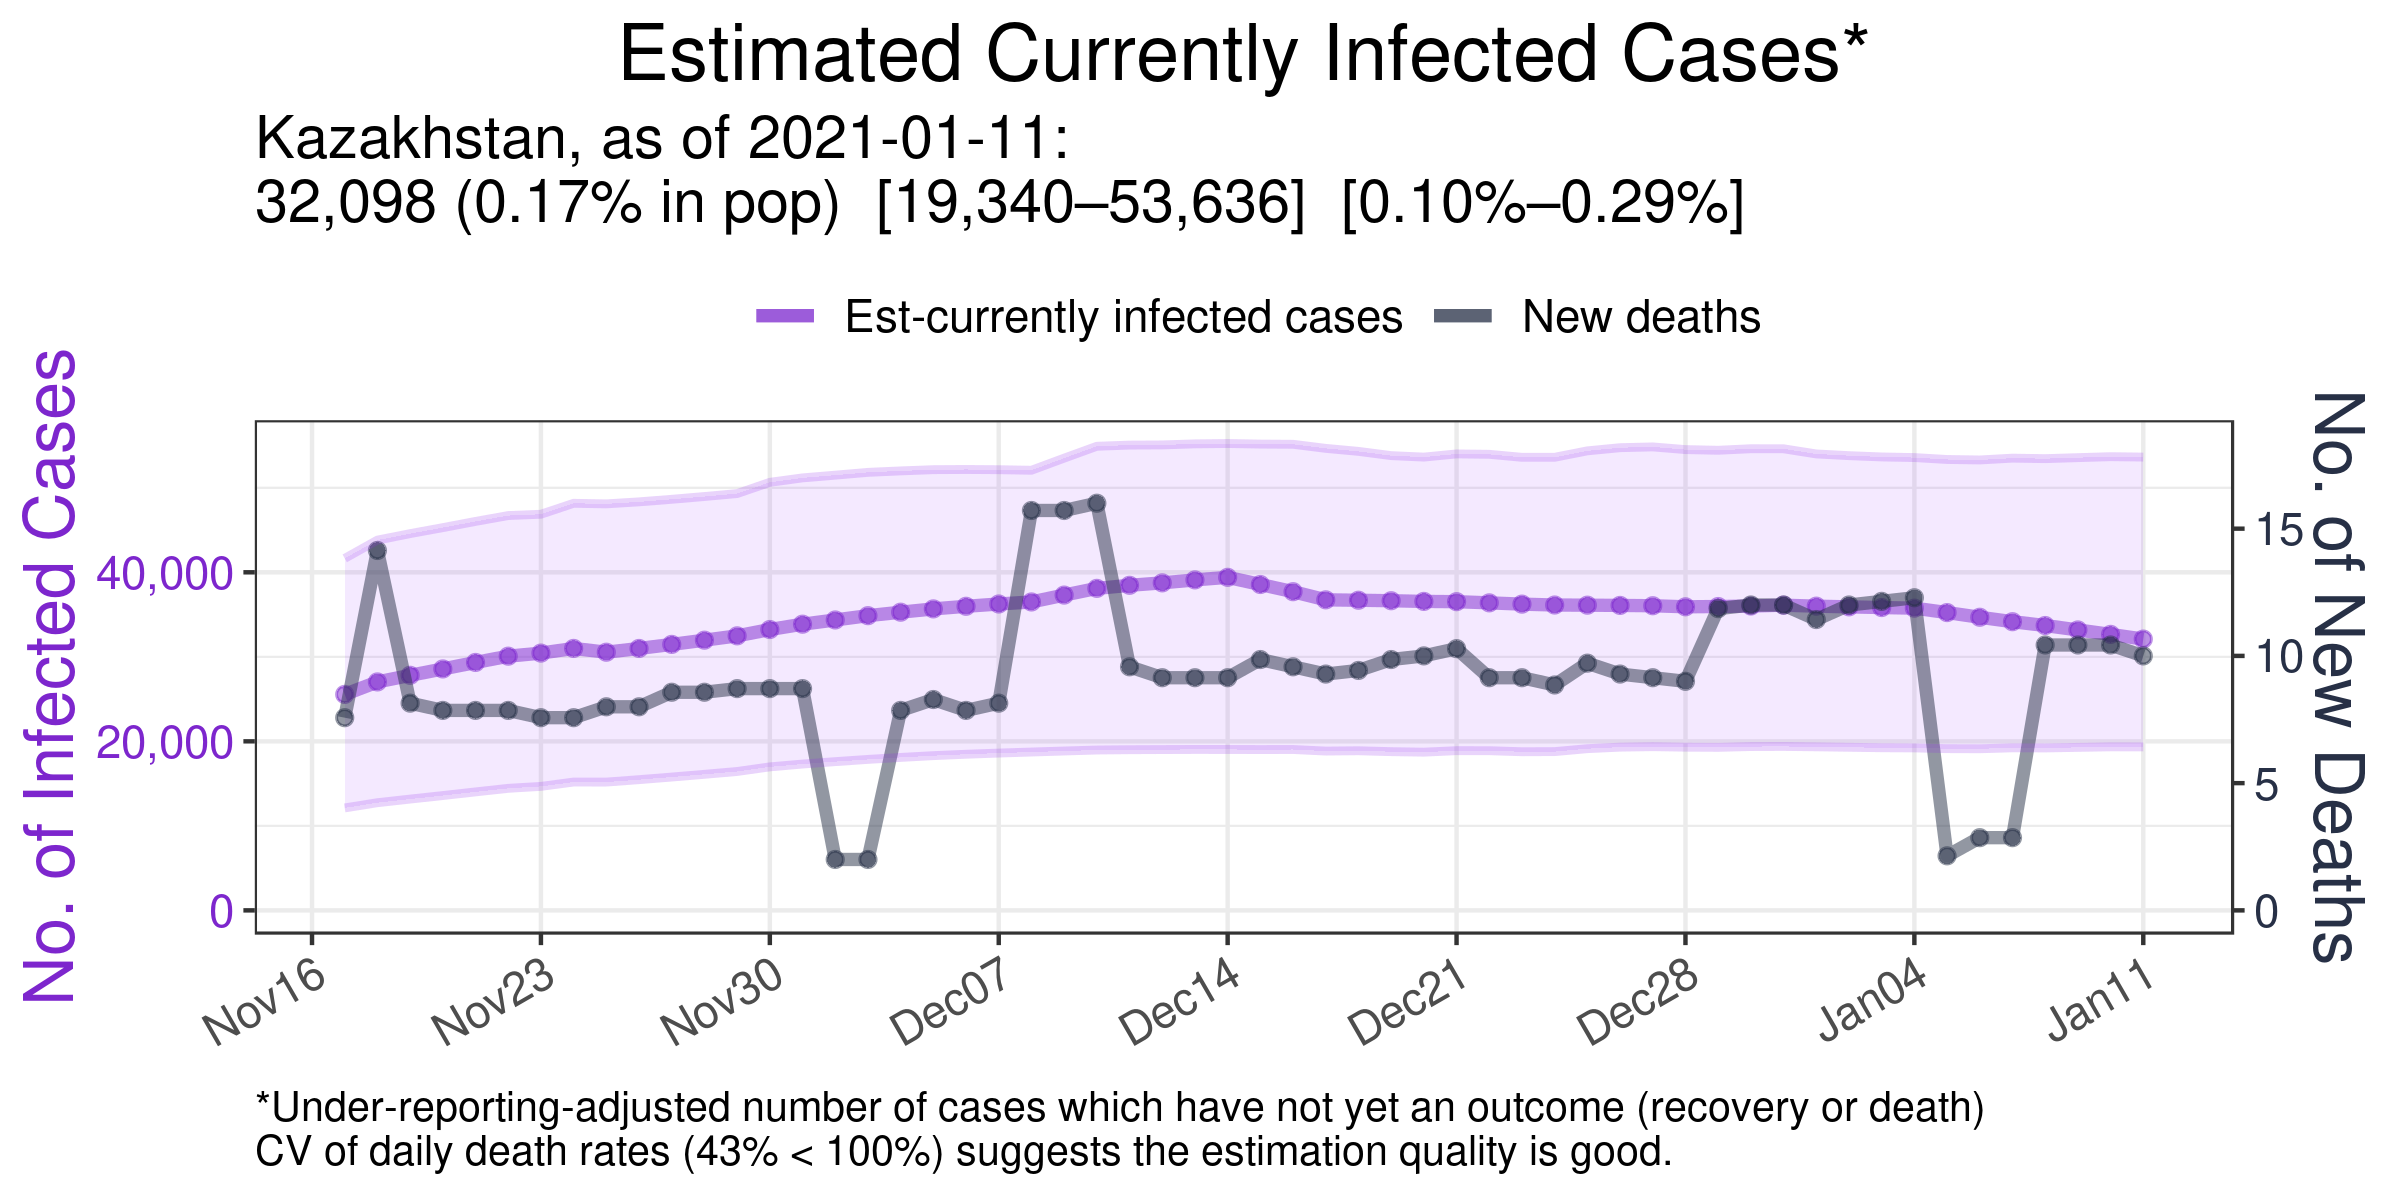 Estimated Currently Infected Cases*
Kazakhstan, as of 2021-01-11:
32,098 (0.17% in pop)  [19,340–53,636]  [0.10%–0.29%]
Est-currently infected cases
New deaths
No. of Infected Cases
40,000
20,000
0
15
10
5
0
No. of New Deaths
Nov16
Nov23
Nov30
Dec07
Dec14
Dec21
Dec28
Jan04
Jan11
*Under-reporting-adjusted number of cases which have not yet an outcome (recovery or death)
CV of daily death rates (43% < 100%) suggests the estimation quality is good.